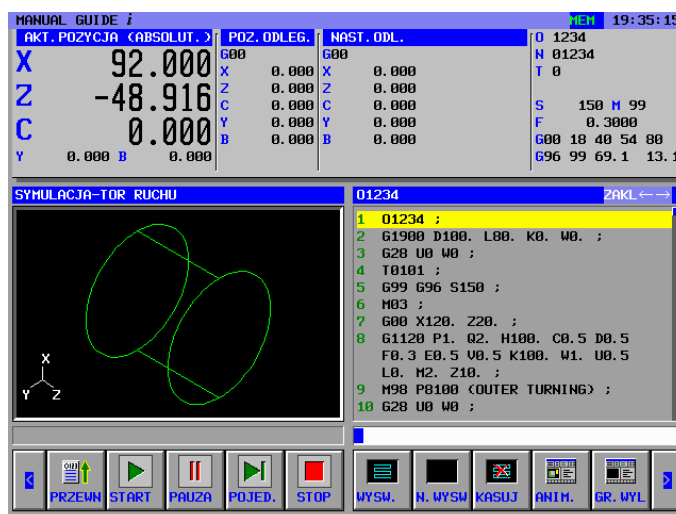 MANUAL GUIDE i MEM 19:35:15
AKT.POZYCJA (ABSOLUT.) POZ.ODLEG. NAST.ODL. O 1234
X 92.000 G00 G00 N 01234
X 0.000 X 0.000 T 0
Z -48.916 Z 0.000 Z 0.000
C 0.000 C 0.000 S 150 M 99
C 0.000 Y 0.000 Y 0.000 F 0.3000
B 0.000 B 0.000 G00 18 40 54 80
Y 0.000 B 0.000 G96 99 69.1 13.1
SYMULACJA-TOR RUCHU
O1234 ZAKL←→
1 O1234 ;
2 G1900 D100. L80. K0. W0. ;
3 G28 U0 W0 ;
4 T0101 ;
5 G99 G96 S150 ;
6 M03 ;
7 G00 X120. Z20. ;
8 G1120 P1. Q2. H100. C0.5 D0.5
F0.3 E0.5 V0.5 K100. W1. U0.5
L0. M2. Z10. ;
9 M98 P8100 (OUTER TURNING) ;
10 G28 U0 W0 ;
X
Y Z
PRZEWN START PAUZA POJED. STOP WYSW. N.WYSW KASUJ ANIM. GR.WYL